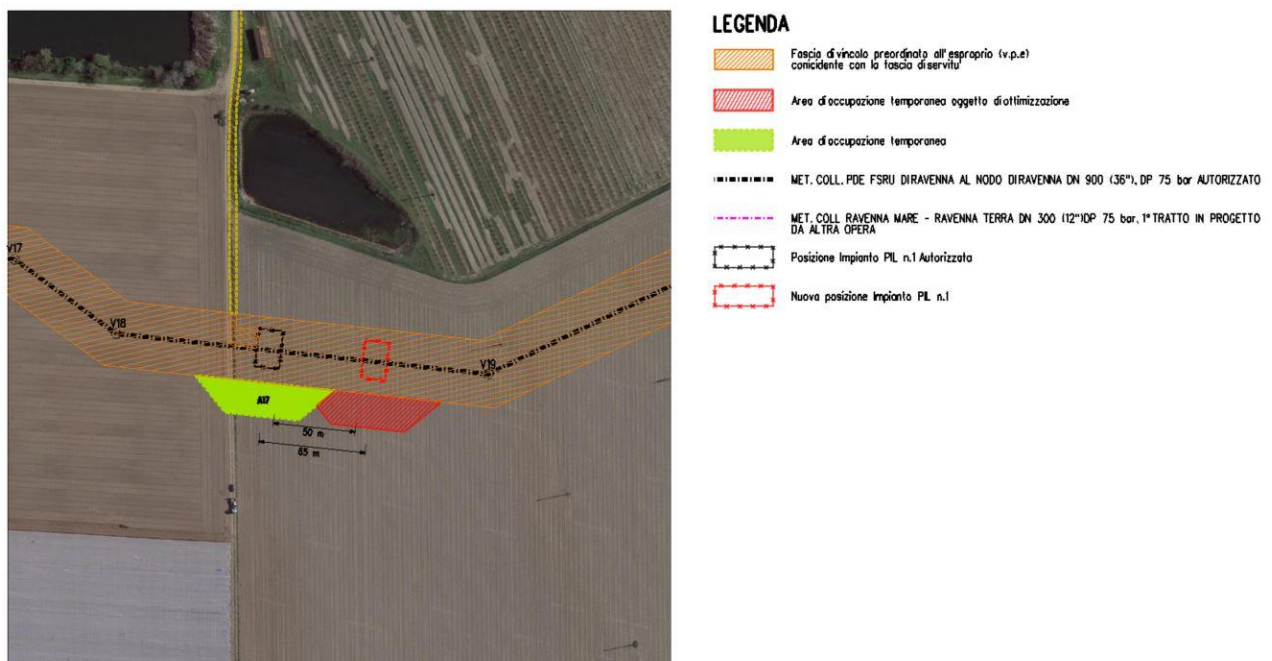 LEGENDA
Fascia di vincolo preordinato all'esproprio (v.p.e)
conicidente con la fascia di servitu'
Area di occupazione temporanea oggetto di ottimizzazione
Area di occupazione temporanea
MET. COLL. PDE FSRU DI RAVENNA AL NODO DI RAVENNA DN 900 (36"), DP 75 bar AUTORIZZATO
MET. COLL RAVENNA MARE - RAVENNA TERRA DN 300 (12")DP 75 bar, 1° TRATTO IN PROGETTO
DA ALTRA OPERA
Posizione Impianto PIL n.1 Autorizzata
Nuova posizione Impianto PIL n.1
V17
V18
V19
A17
50 m
65 m